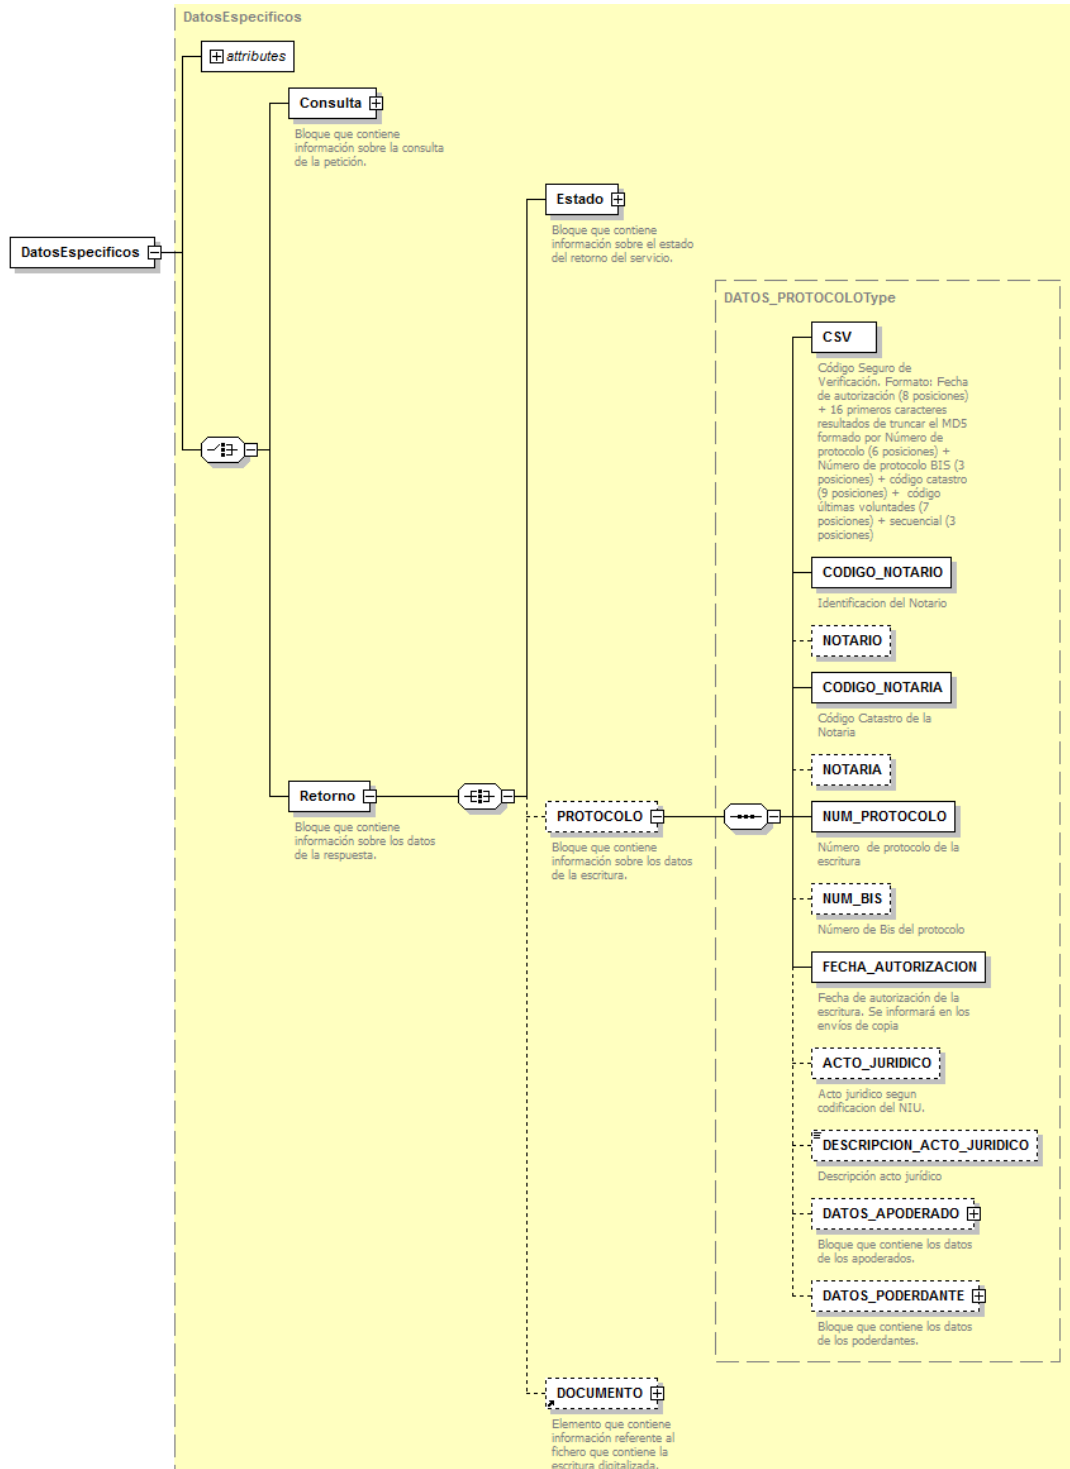 DatosEspecificos
attributes
Consulta
Bloque que contiene
información sobre la consulta
de la petición.
Estado
Bloque que contiene
información sobre el estado
del retorno del servicio.
DatosEspecificos
DATOS_PROTOCOLOType
CSV
Código Seguro de
Verificación. Formato: Fecha
de autorización (8 posiciones)
+ 16 primeros caracteres
resultados de truncar el MD5
formado por Número de
protocolo (6 posiciones) +
Número de protocolo BIS (3
posiciones) + código catastro
(9 posiciones) + código
últimas voluntades (7
posiciones) + secuencial (3
posiciones)
CODIGO_NOTARIO
Identificacion del Notario
NOTARIO
CODIGO_NOTARIA
Código Catastro de la
Notaria
NOTARIA
Retorno
Bloque que contiene
información sobre los datos
de la respuesta.
PROTOCOLO
Bloque que contiene
información sobre los datos
de la escritura.
NUM_PROTOCOLO
Número de protocolo de la
escritura
NUM_BIS
Número de Bis del protocolo
FECHA_AUTORIZACION
Fecha de autorización de la
escritura. Se informará en los
envíos de copia
ACTO_JURIDICO
Acto juridico segun
codificacion del NIU.
DESCRIPCION_ACTO_JURIDICO
Descripción acto jurídico
DATOS_APODERADO
Bloque que contiene los datos
de los apoderados.
DATOS_PODERDANTE
Bloque que contiene los datos
de los poderdantes.
DOCUMENTO
Elemento que contiene
información referente al
fichero que contiene la
escritura digitalizada.